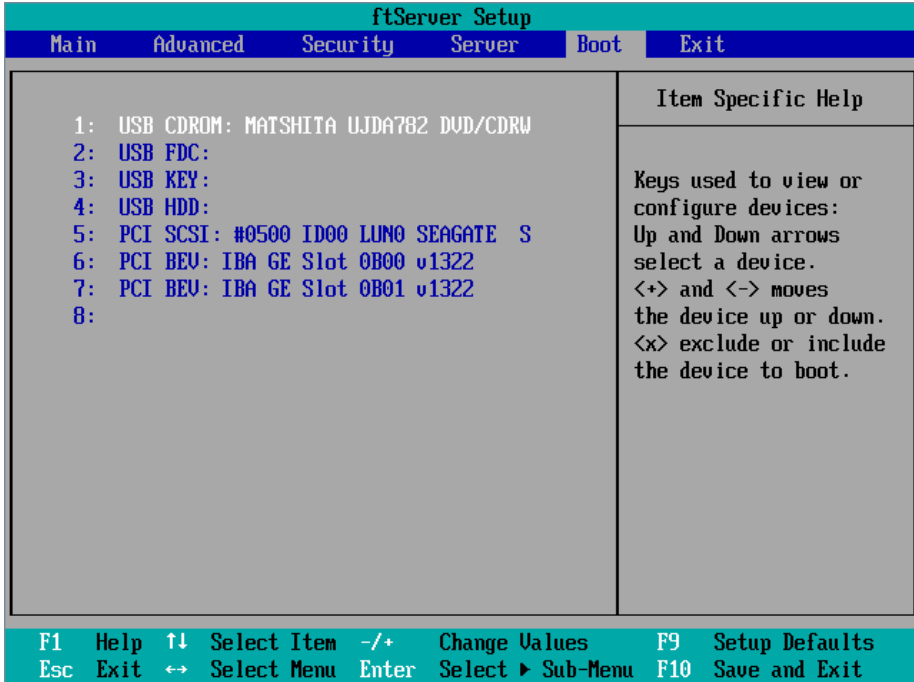 ftServer Setup
Main Advanced Security Server Boot Exit
1: USB CDROM: MATSHITA UJDA782 DVD/CDRW
2: USB FDC:
3: USB KEY:
4: USB HDD:
5: PCI SCSI: #0500 ID00 LUN0 SEAGATE S
6: PCI BEV: IBA GE Slot 0B00 v1322
7: PCI BEV: IBA GE Slot 0B01 v1322
8:
Item Specific Help
Keys used to view or
configure devices:
Up and Down arrows
select a device.
<+> and <-> moves
the device up or down.
<x> exclude or include
the device to boot.
F1 Help ↑↓ Select Item -/+ Change Values F9 Setup Defaults
Esc Exit ↔ Select Menu Enter Select ▶ Sub-Menu F10 Save and Exit